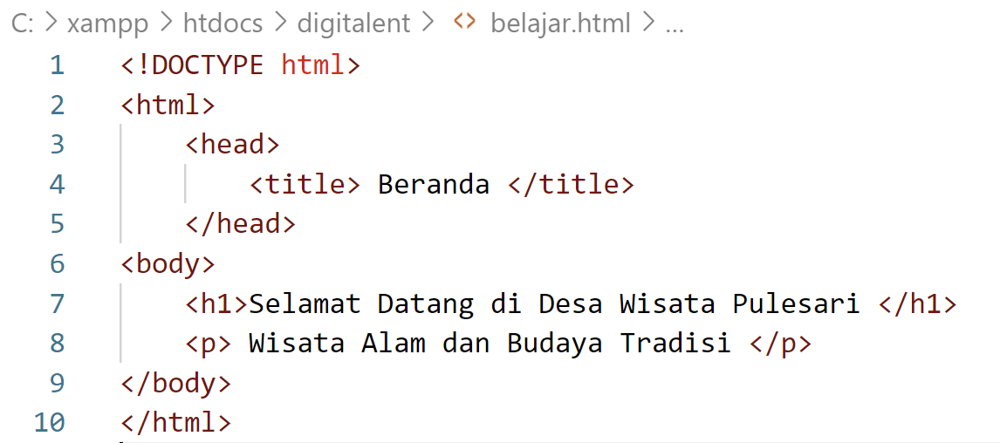 C: > xampp > htdocs > digitalent > <> belajar.html > ...
1 <!DOCTYPE html>
2 <html>
3 <head>
4 <title> Beranda </title>
5 </head>
6 <body>
7 <h1>Selamat Datang di Desa Wisata Pulesari </h1>
8 <p> Wisata Alam dan Budaya Tradisi </p>
9 </body>
10 </html>